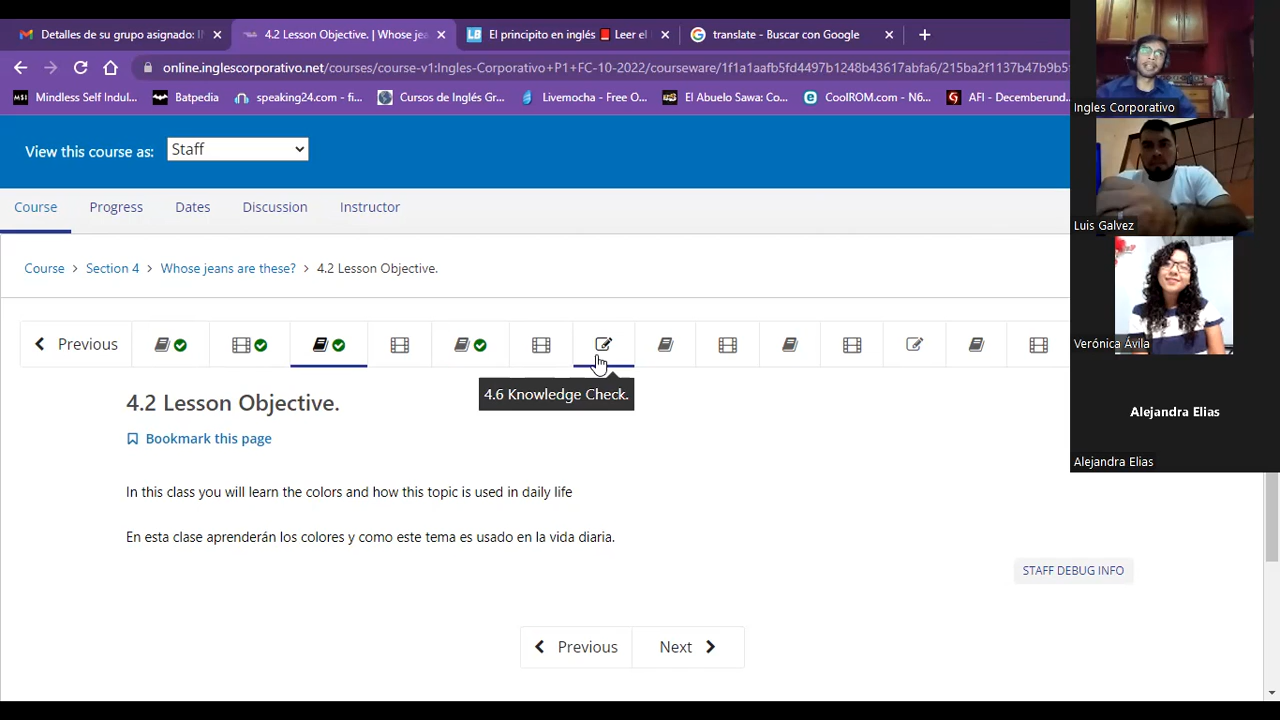 Detalles de su grupo asignado: I
4.2 Lesson Objective. | Whose jea
El principito en inglés 📕 Leer el
translate - Buscar con Google
online.inglescorporativo.net/courses/course-v1:Ingles-Corporativo+P1+FC-10-2022/courseware/1f1a1aafb5fd4497b1248b43617abfa6/215ba2f1137b47b9b5
Mindless Self Indul...
Batpedia
speaking24.com - fi...
Cursos de Inglés Gr...
Livemocha - Free O...
El Abuelo Sawa: Co...
CoolROM.com - N6...
AFI - Decemberund...
View this course as:
Staff
Course
Progress
Dates
Discussion
Instructor
Course > Section 4 > Whose jeans are these? > 4.2 Lesson Objective.
Previous
4.6 Knowledge Check.
4.2 Lesson Objective.
Bookmark this page
In this class you will learn the colors and how this topic is used in daily life
En esta clase aprenderán los colores y como este tema es usado en la vida diaria.
STAFF DEBUG INFO
Previous
Next
Ingles Corporativo
Luis Galvez
Verónica Ávila
Alejandra Elias
Alejandra Elias